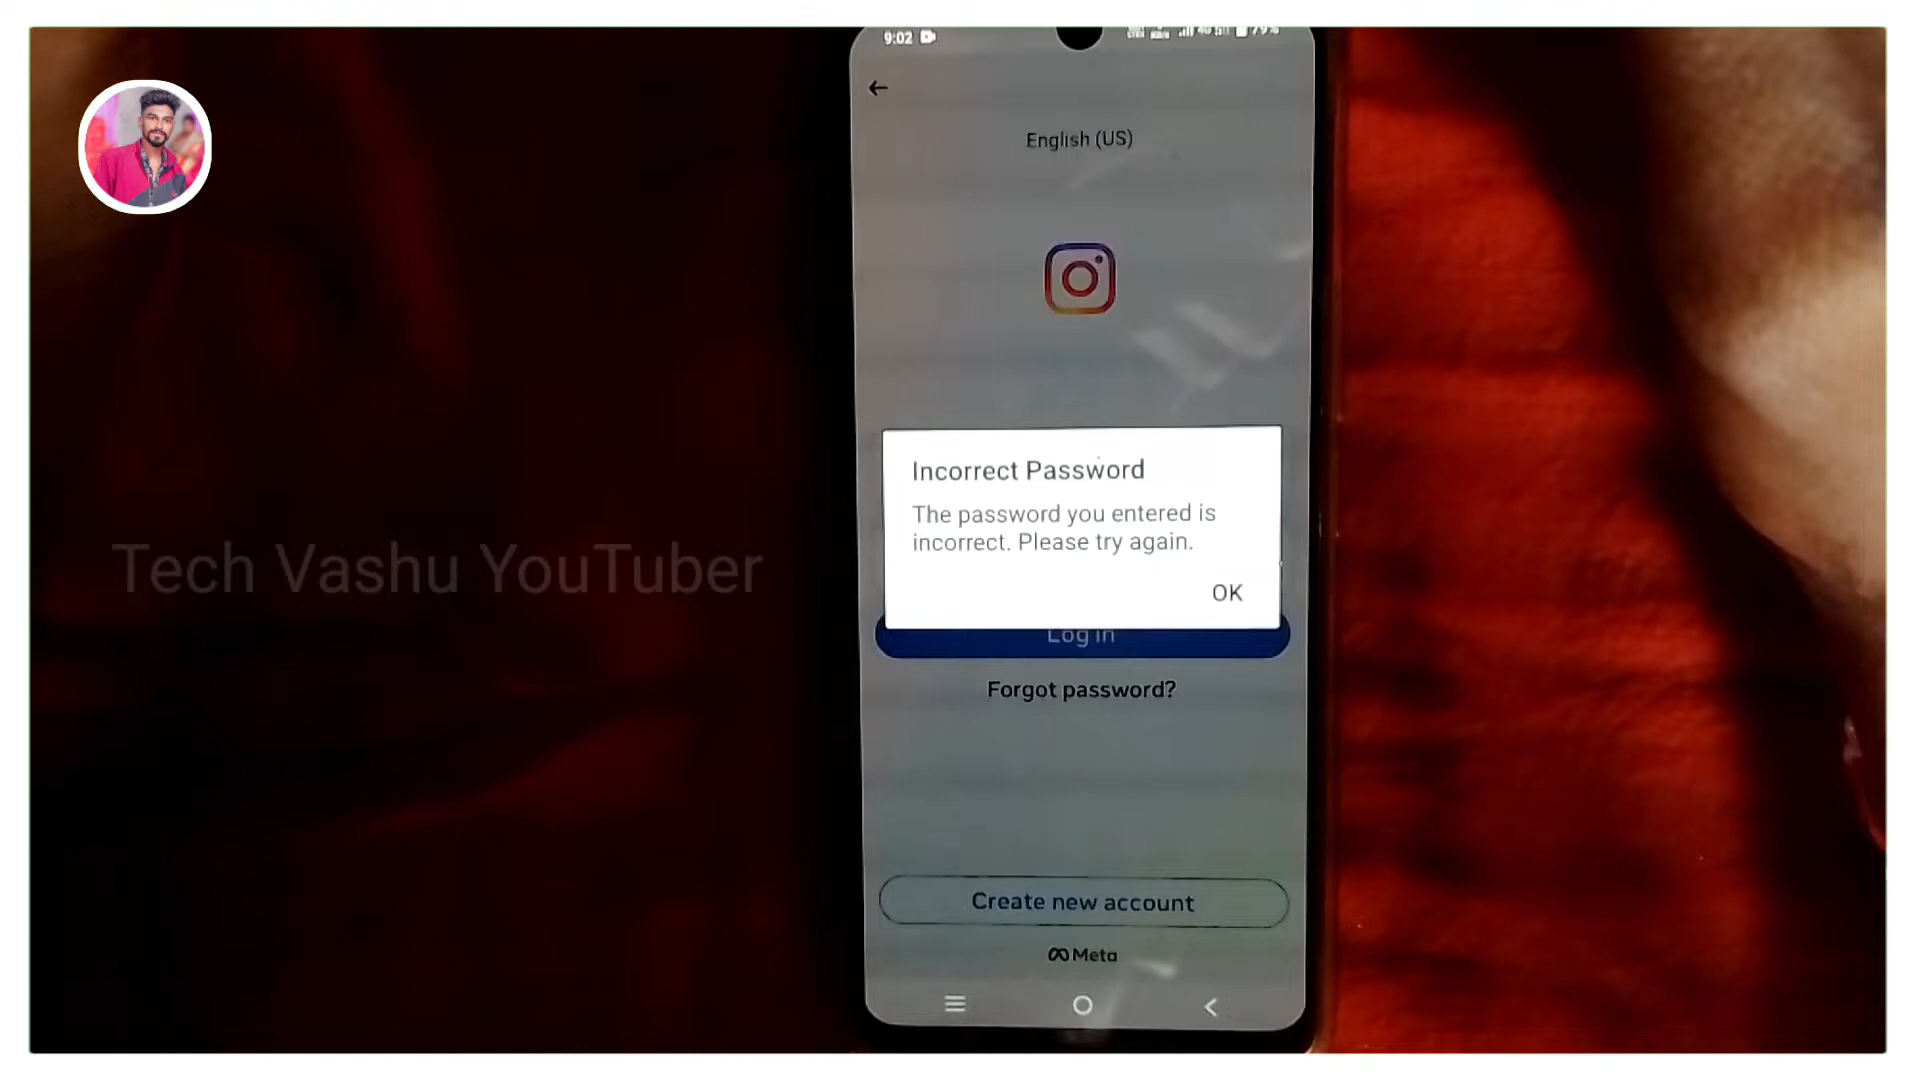 9:02
79%
English (US)
Incorrect Password
The password you entered is
incorrect. Please try again.
OK
Log in
Forgot password?
Create new account
Meta
Tech Vashu YouTuber